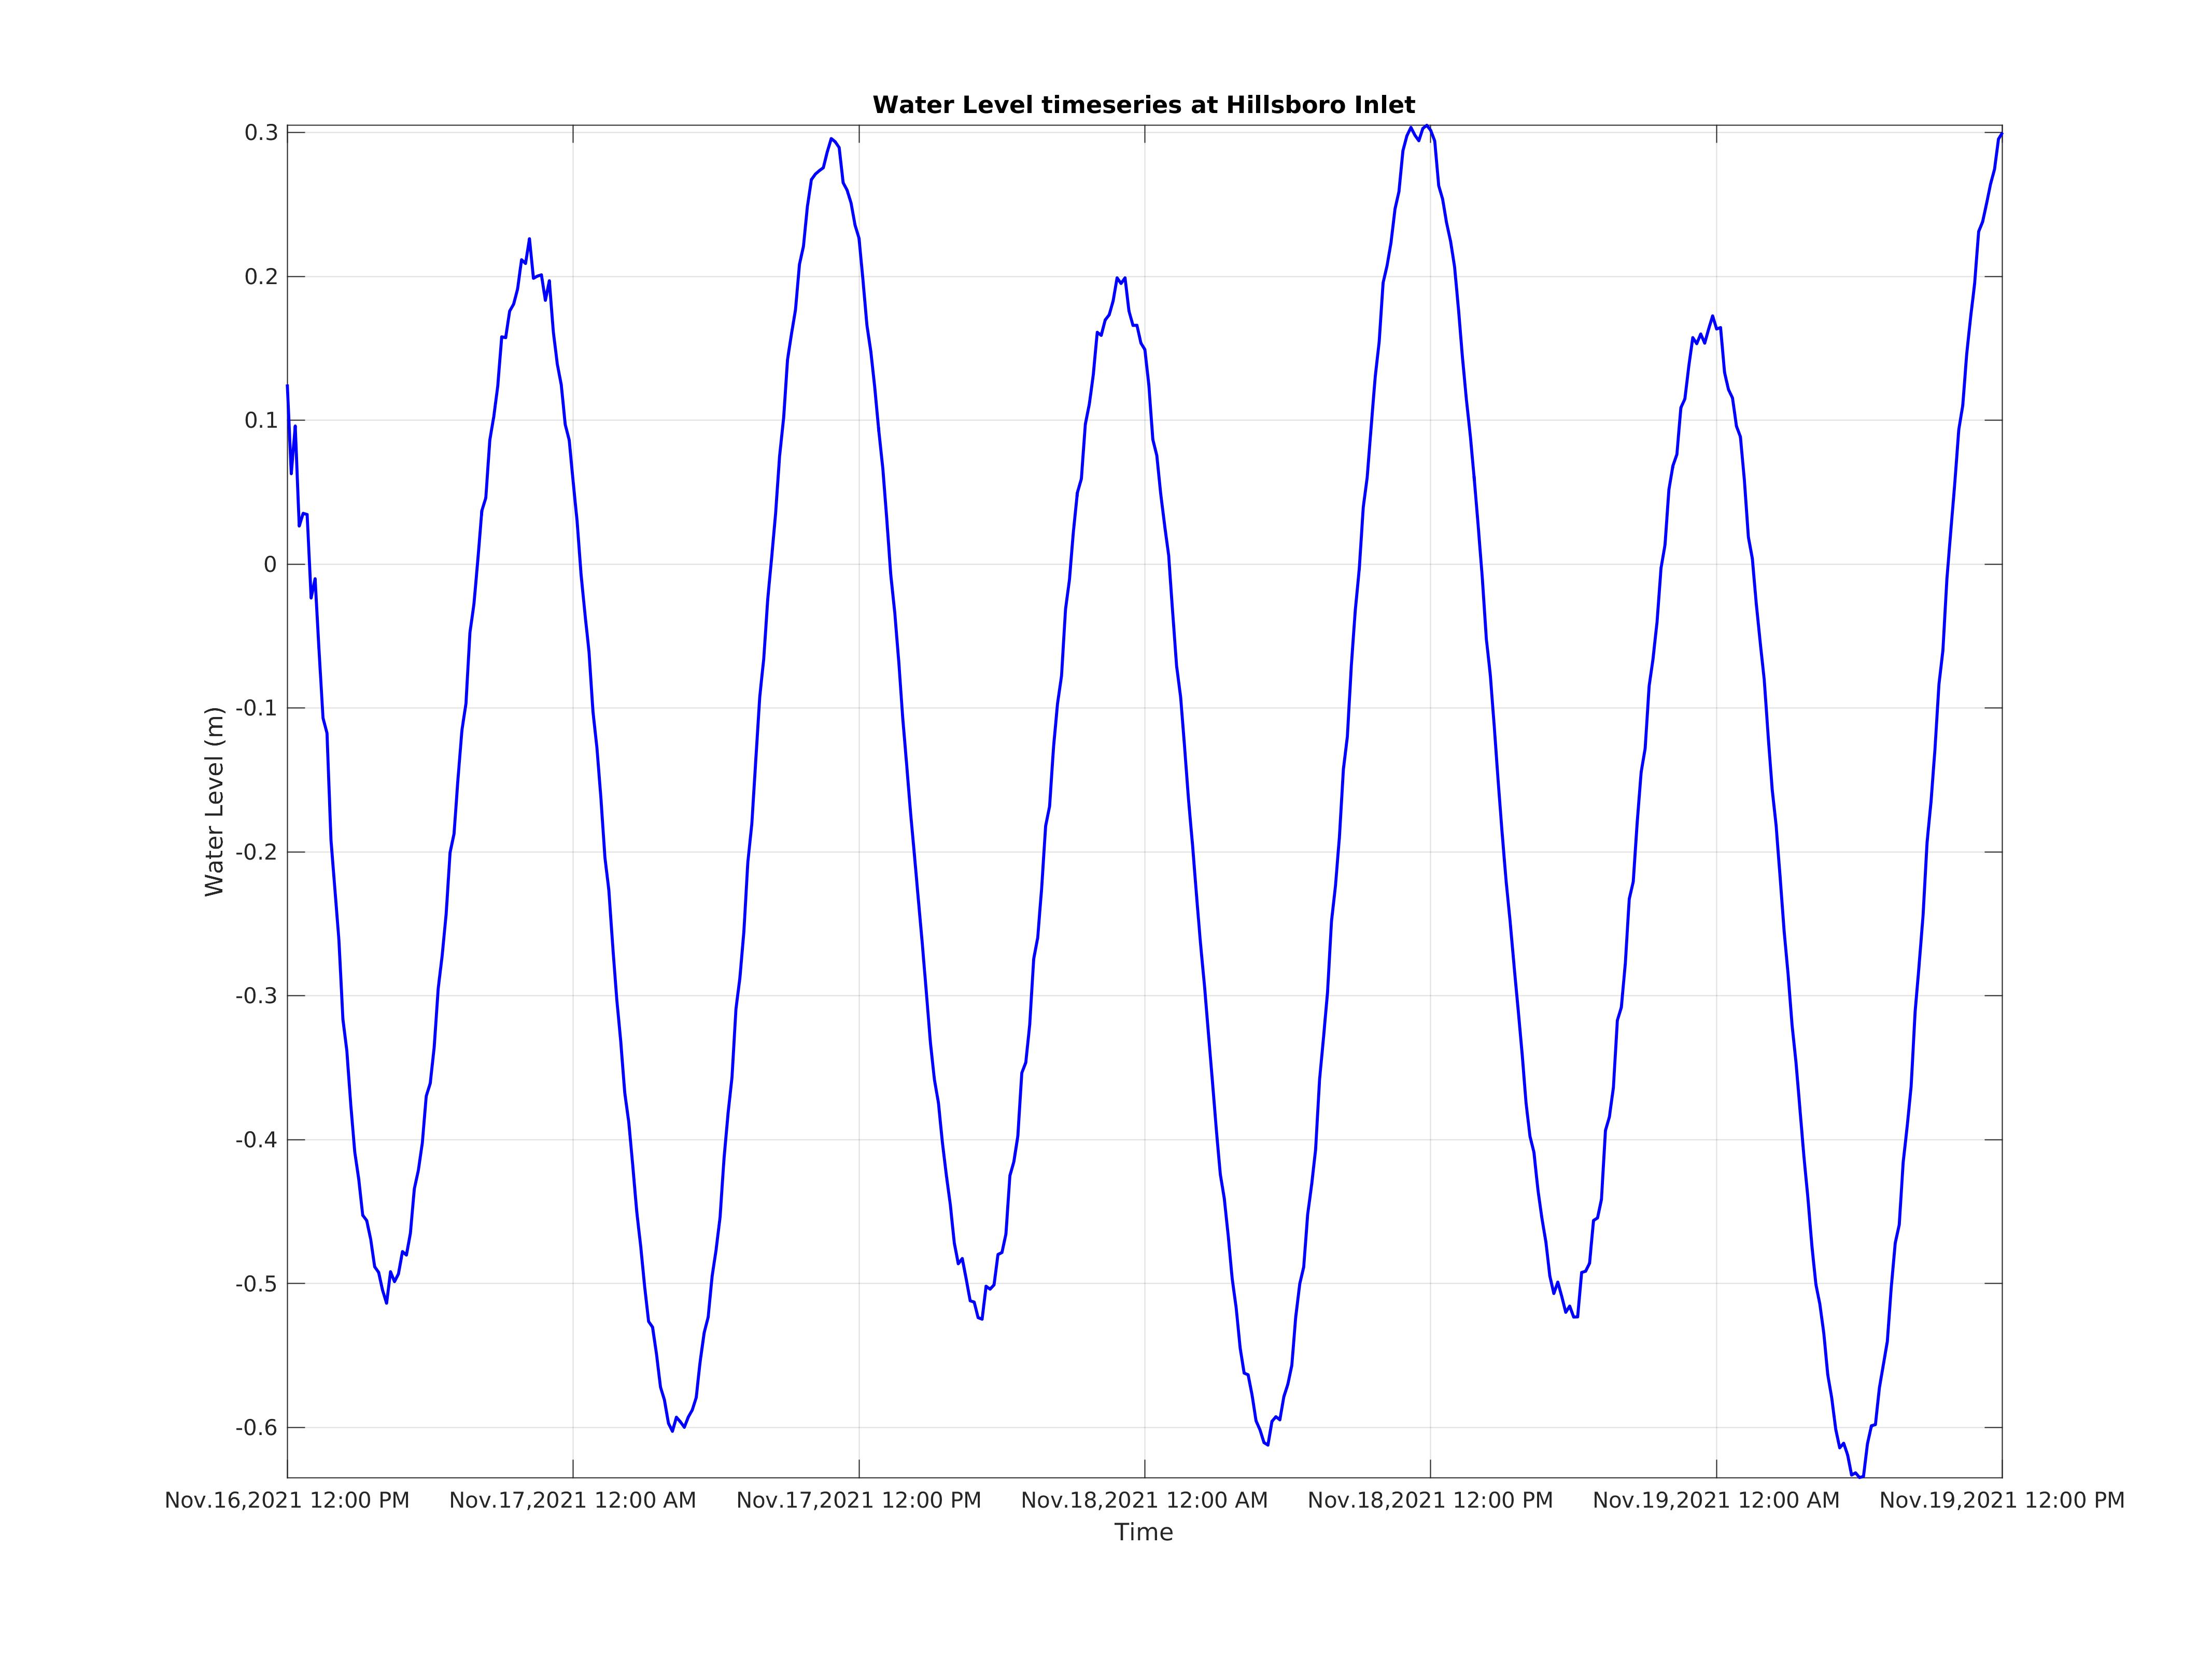 Water Level timeseries at Hillsboro Inlet
0.3
0.2
0.1
0
-0.1
-0.2
-0.3
-0.4
-0.5
-0.6
Water Level (m)
Nov.16,2021 12:00 PM Nov.17,2021 12:00 AM Nov.17,2021 12:00 PM Nov.18,2021 12:00 AM Nov.18,2021 12:00 PM Nov.19,2021 12:00 AM Nov.19,2021 12:00 PM
Time